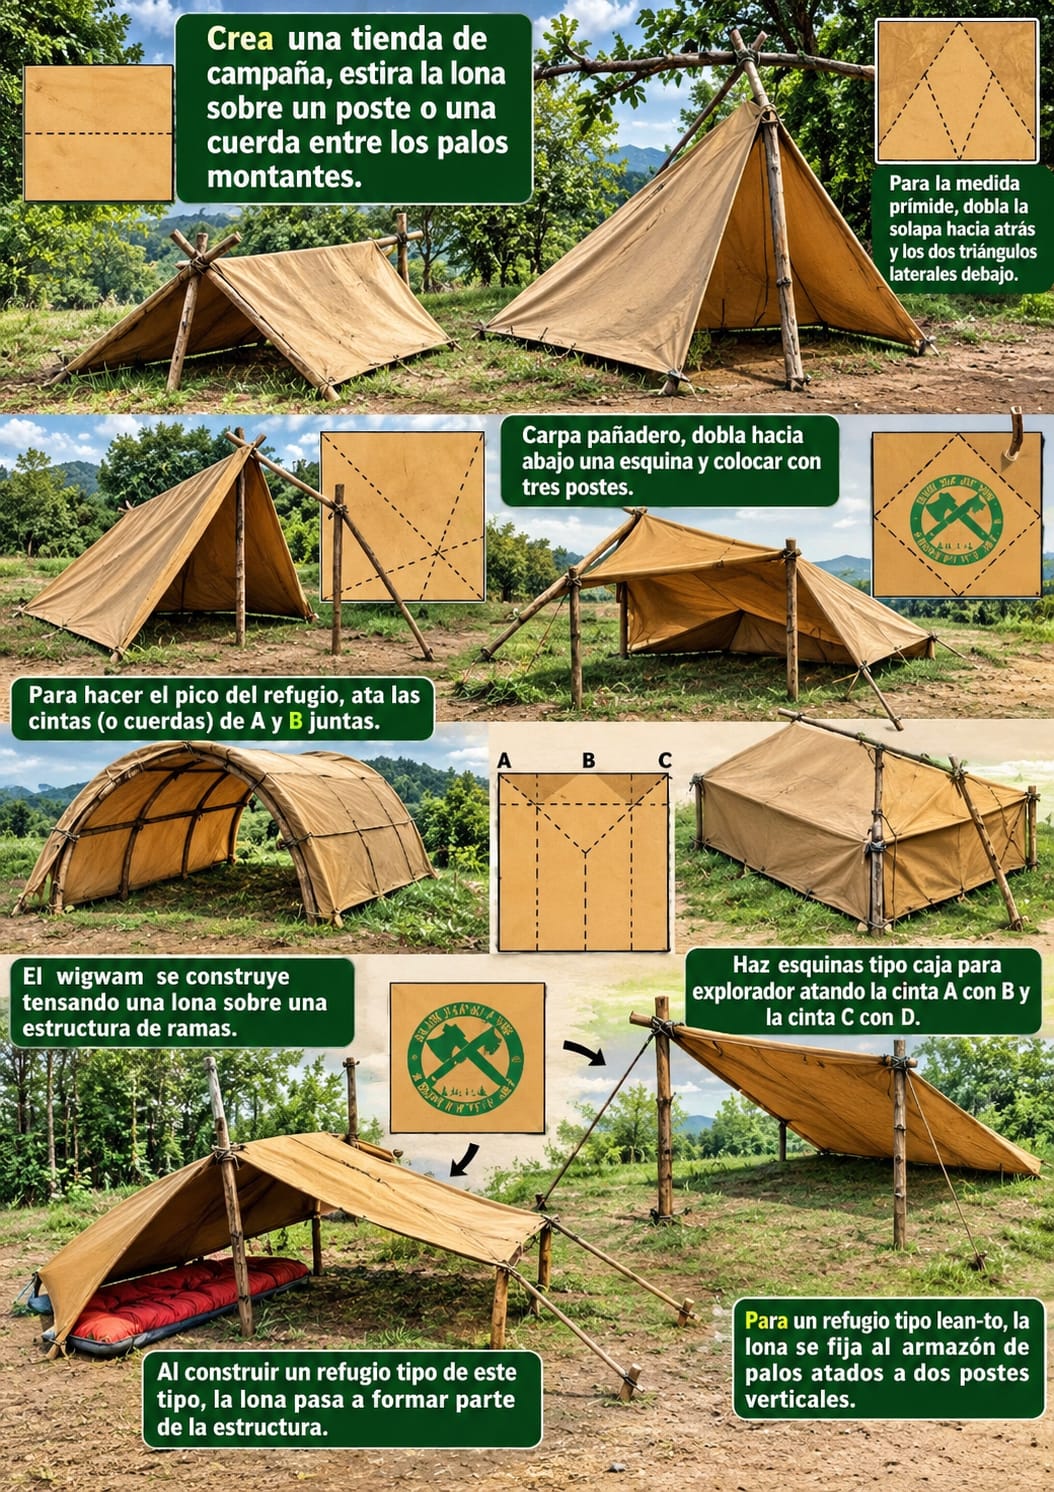 Crea una tienda de
campaña, estira la lona
sobre un poste o una
cuerda entre los palos
montantes.
Para la medida
prímide, dobla la
solapa hacia atrás
y los dos triángulos
laterales debajo.
Carpa pañadero, dobla hacia
abajo una esquina y colocar con
tres postes.
Para hacer el pico del refugio, ata las
cintas (o cuerdas) de A y B juntas.
A B C
El wigwam se construye
tensando una lona sobre una
estructura de ramas.
Haz esquinas tipo caja para
explorador atando la cinta A con B y
la cinta C con D.
Para un refugio tipo lean-to, la
lona se fija al armazón de
palos atados a dos postes
verticales.
Al construir un refugio tipo de este
tipo, la lona pasa a formar parte
de la estructura.